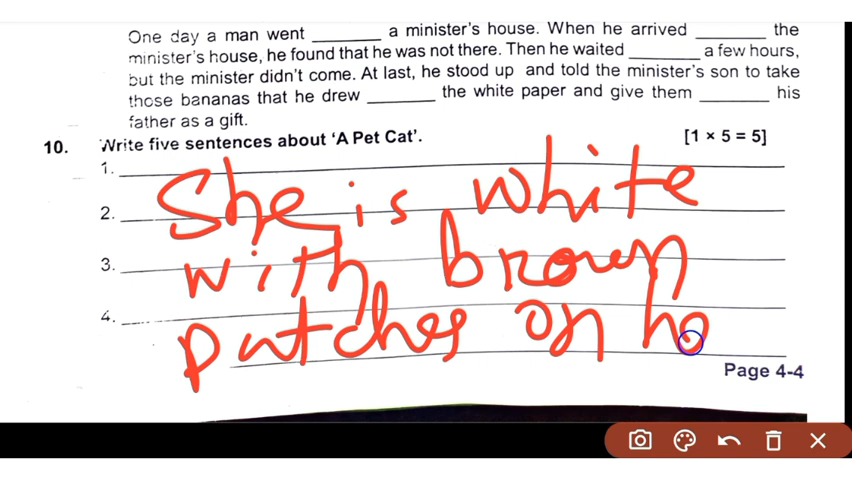 One day a man went ________ a minister's house. When he arrived ________ the
minister's house, he found that he was not there. Then he waited ________ a few hours,
but the minister didn't come. At last, he stood up and told the minister's son to take
those bananas that he drew ________ the white paper and give them ________ his
father as a gift.
10. Write five sentences about 'A Pet Cat'. [1 × 5 = 5]
1.
She is white
2.
3.
with brown
4.
patches on he
Page 4-4